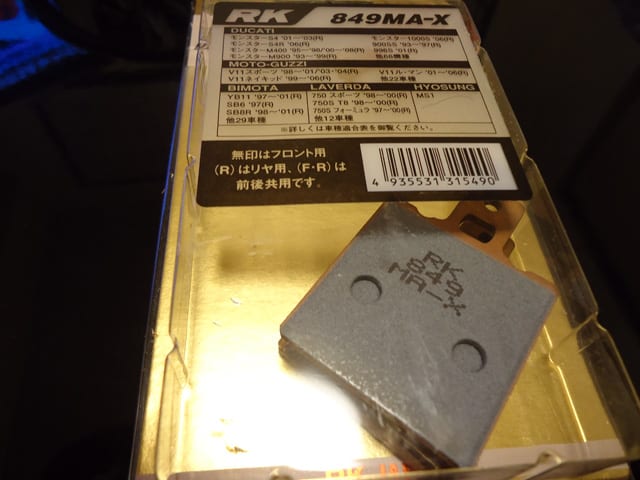 RK 849MA-X
DUCATI
モンスターS4 '01〜'03(R) モンスター1000S '06(R)
モンスターS4R '06(R) 900SS '93〜'97(R)
モンスターM400 '95〜'96/'00〜'08(R) 996S '01(R)
モンスターM900 '93〜'99(R) 他68機種
MOTO-GUZZI
V11スポーツ '98〜'01/'03・'04(R) V11ル・マン '01〜'06(R)
V11ネイキッド '99〜'06(R) 他22車種
BIMOTA LAVERDA HYOSUNG
YB11 '97〜'01(R) 750 スポーツ '98〜'00(R) MS1
SB6 '97(R) 750S T8 '98〜'00(R)
SB8R '98〜'01(R) 750S フォーミュラ '97〜'00(R)
他29車種 他12車種
※詳しくは車種適合表を御覧ください。
無印はフロント用
(R)はリヤ用、(F・R)は
前後共用です。
4 935531 315490